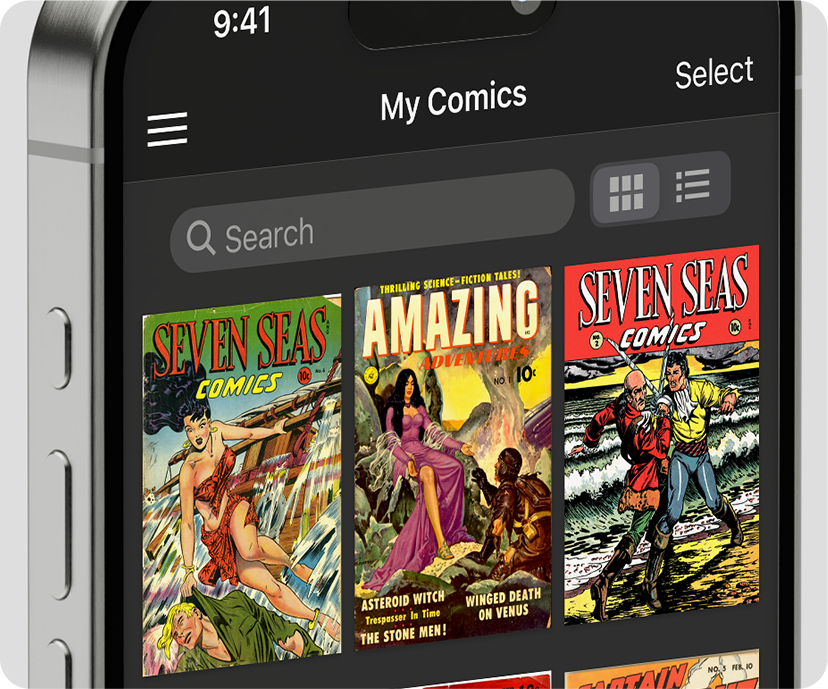 9:41
My Comics
Select
Search
SEVEN SEAS
COMICS
10¢
THRILLING SCIENCE-FICTION TALES!
AMAZING
ADVENTURES
NO. 1 10¢
ASTEROID WITCH
Trespasser in Time
THE STONE MEN!
WINGED DEATH
ON VENUS
SEVEN SEAS
No. 2
COMICS
10¢
NO. 5 FEB. 10
CAPTAIN